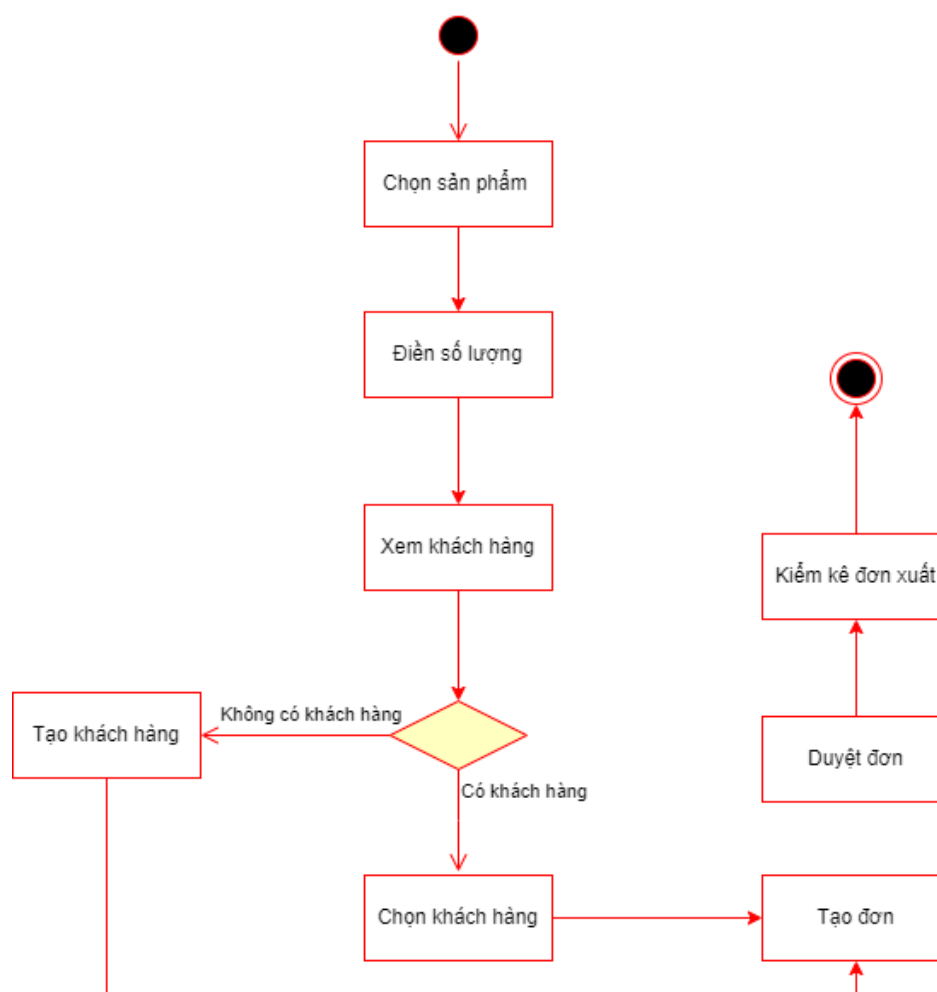 Chọn sản phẩm
Điền số lượng
Xem khách hàng
Kiểm kê đơn xuất
Không có khách hàng
Tạo khách hàng
Duyệt đơn
Có khách hàng
Chọn khách hàng
Tạo đơn